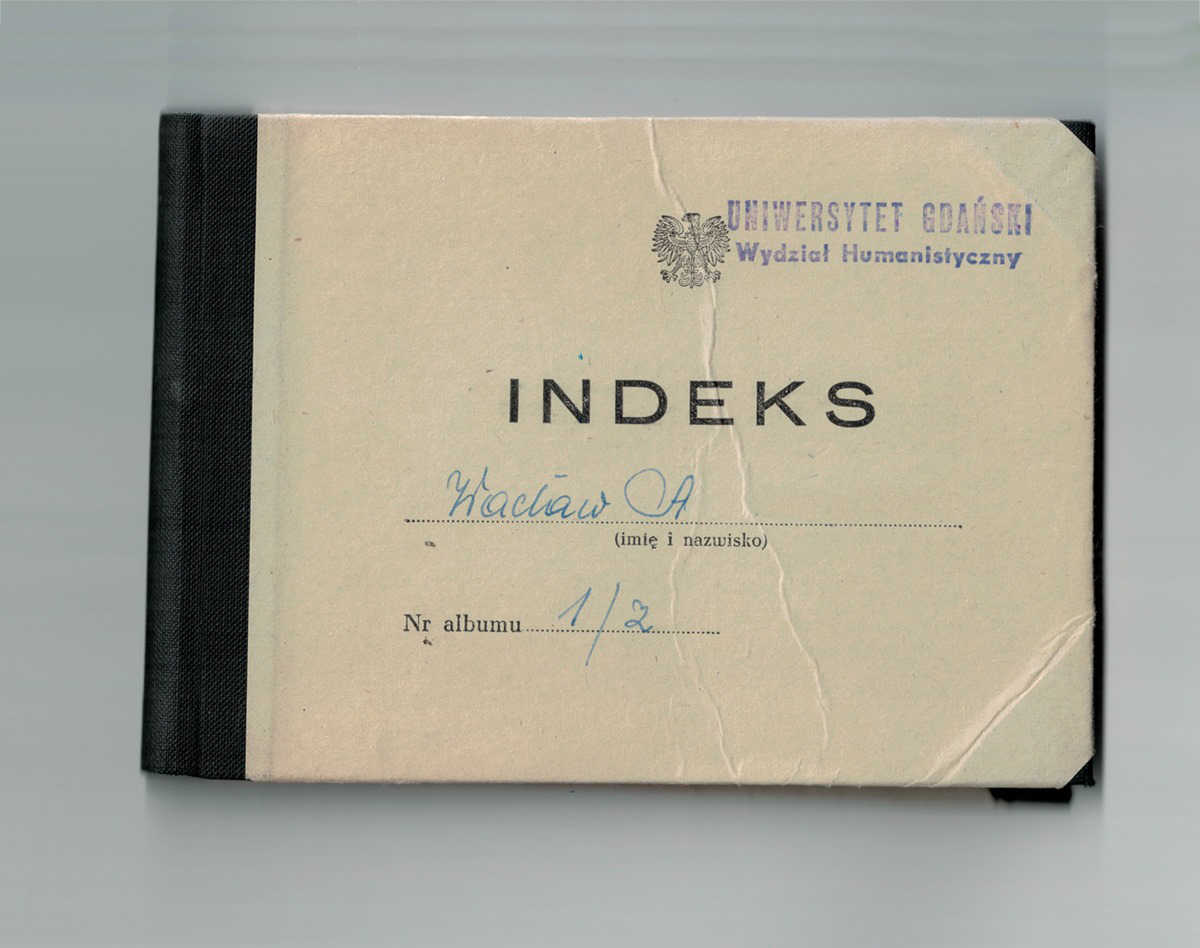 UNIWERSYTET GDAŃSKI
Wydział Humanistyczny
INDEKS
Wacław A
(imię i nazwisko)
Nr albumu 1/2